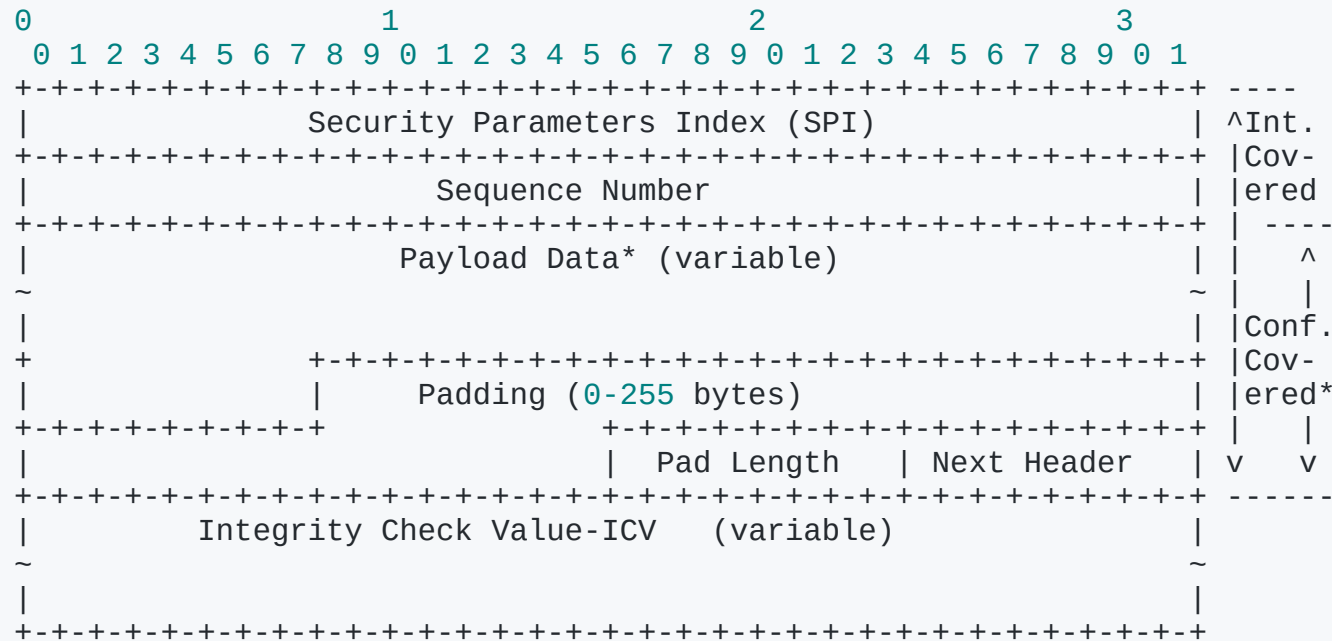 0                   1                   2                   3
 0 1 2 3 4 5 6 7 8 9 0 1 2 3 4 5 6 7 8 9 0 1 2 3 4 5 6 7 8 9 0 1
+-+-+-+-+-+-+-+-+-+-+-+-+-+-+-+-+-+-+-+-+-+-+-+-+-+-+-+-+-+-+-+-+ ----
|               Security Parameters Index (SPI)                 | ^Int.
+-+-+-+-+-+-+-+-+-+-+-+-+-+-+-+-+-+-+-+-+-+-+-+-+-+-+-+-+-+-+-+-+ |Cov-
|                      Sequence Number                          | |ered
+-+-+-+-+-+-+-+-+-+-+-+-+-+-+-+-+-+-+-+-+-+-+-+-+-+-+-+-+-+-+-+-+ | ----
|                    Payload Data* (variable)                   | |   ^
~                                                               ~ |   |
|                                                               | |Conf.
+               +-+-+-+-+-+-+-+-+-+-+-+-+-+-+-+-+-+-+-+-+-+-+-+-+ |Cov-
|               |     Padding (0-255 bytes)                     | |ered*
+-+-+-+-+-+-+-+-+               +-+-+-+-+-+-+-+-+-+-+-+-+-+-+-+-+ |   |
|                               |  Pad Length   | Next Header   | v   v
+-+-+-+-+-+-+-+-+-+-+-+-+-+-+-+-+-+-+-+-+-+-+-+-+-+-+-+-+-+-+-+-+ ------
|         Integrity Check Value-ICV   (variable)                |
~                                                               ~
|                                                               |
+-+-+-+-+-+-+-+-+-+-+-+-+-+-+-+-+-+-+-+-+-+-+-+-+-+-+-+-+-+-+-+-+